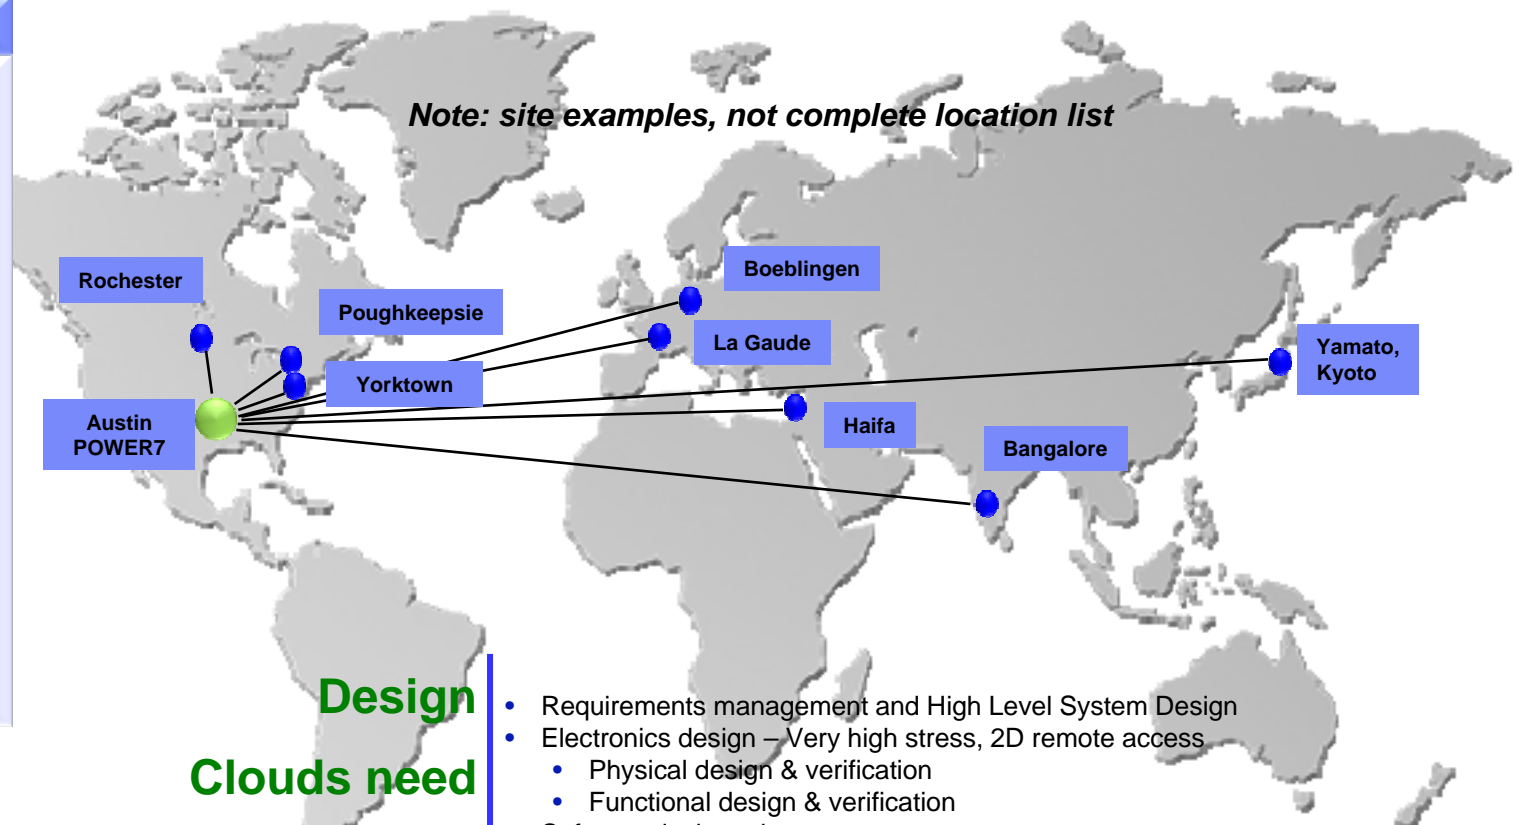 Note: site examples, not complete location list
Rochester
Poughkeepsie
Yorktown
Austin
POWER7
Boeblingen
La Gaude
Haifa
Bangalore
Yamato,
Kyoto
Design
Clouds need
• Requirements management and High Level System Design
• Electronics design – Very high stress, 2D remote access
• Physical design & verification
• Functional design & verification